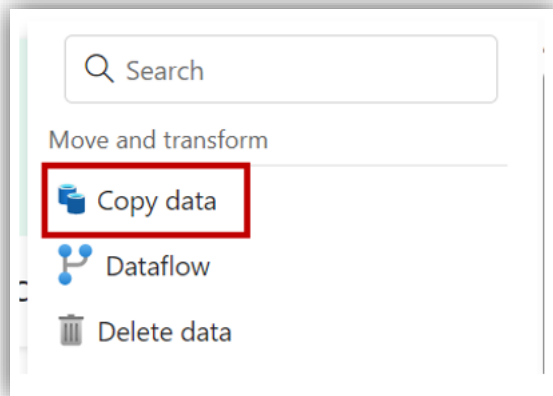 Search
Move and transform
Copy data
Dataflow
Delete data